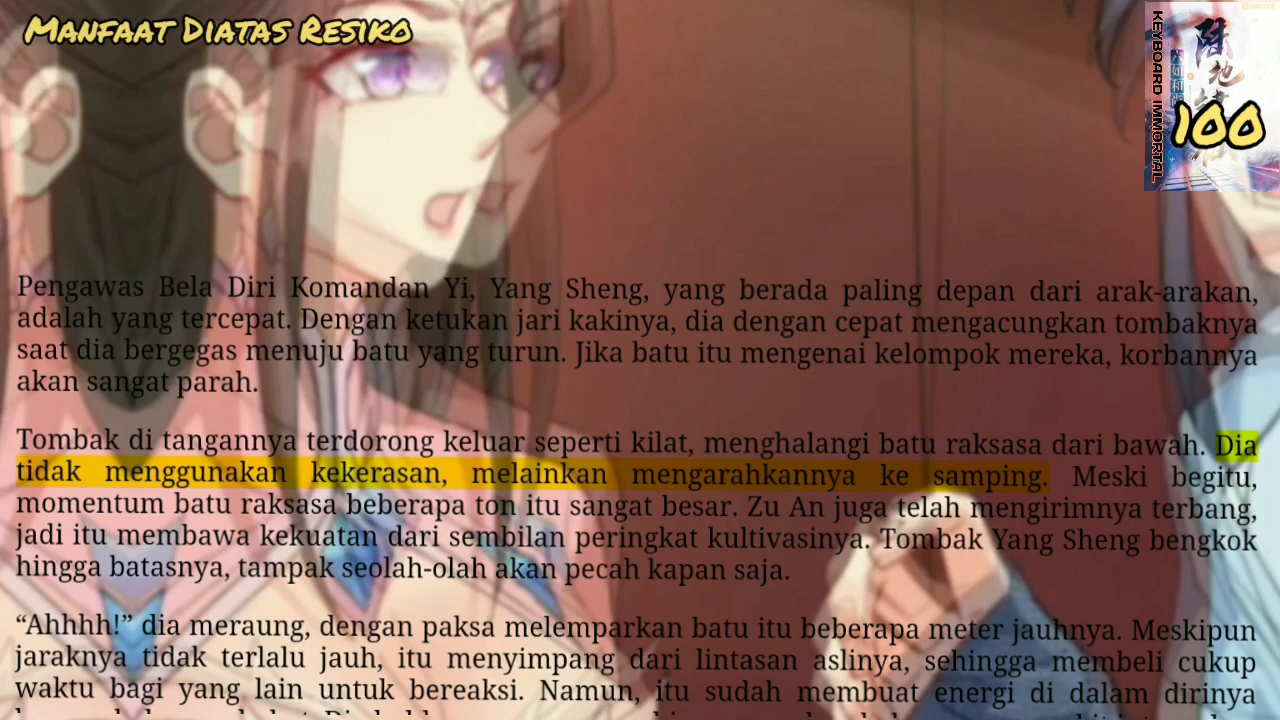 Manfaat Diatas Resiko
KEYBOARD IMMORTAL
100
Pengawas Bela Diri Komandan Yi, Yang Sheng, yang berada paling depan dari arak-arakan,
adalah yang tercepat. Dengan ketukan jari kakinya, dia dengan cepat mengacungkan tombaknya
saat dia bergegas menuju batu yang turun. Jika batu itu mengenai kelompok mereka, korbannya
akan sangat parah.
Tombak di tangannya terdorong keluar seperti kilat, menghalangi batu raksasa dari bawah. Dia
tidak menggunakan kekerasan, melainkan mengarahkannya ke samping. Meski begitu,
momentum batu raksasa beberapa ton itu sangat besar. Zu An juga telah mengirimnya terbang,
jadi itu membawa kekuatan dari sembilan peringkat kultivasinya. Tombak Yang Sheng bengkok
hingga batasnya, tampak seolah-olah akan pecah kapan saja.
“Ahhhh!” dia meraung, dengan paksa melemparkan batu itu beberapa meter jauhnya. Meskipun
jaraknya tidak terlalu jauh, itu menyimpang dari lintasan aslinya, sehingga membeli cukup
waktu bagi yang lain untuk bereaksi. Namun, itu sudah membuat energi di dalam dirinya